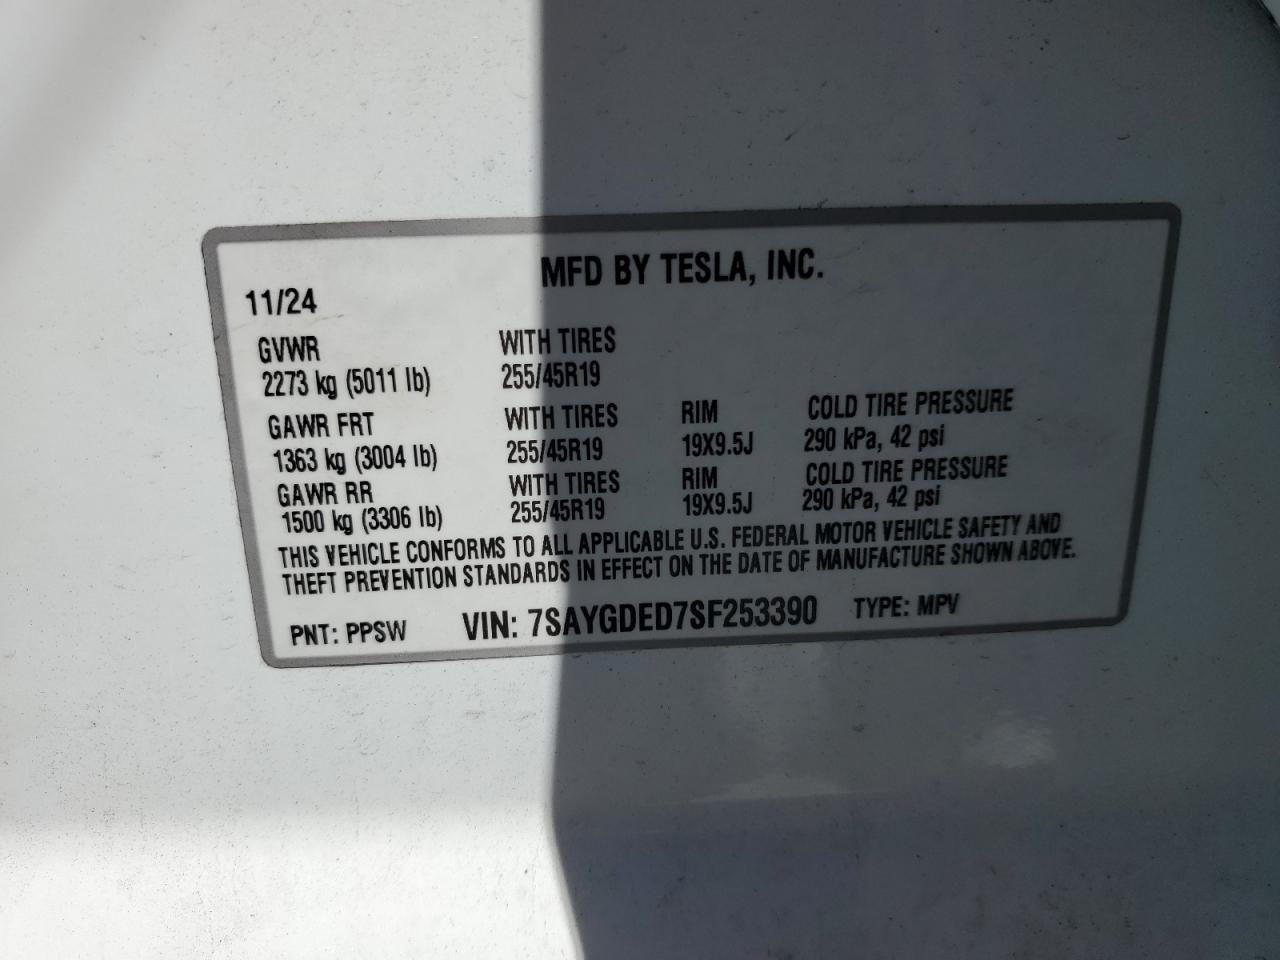 MFD BY TESLA, INC.
11/24
GVWR WITH TIRES
2273 kg (5011 lb) 255/45R19
GAWR FRT WITH TIRES RIM COLD TIRE PRESSURE
1363 kg (3004 lb) 255/45R19 19X9.5J 290 kPa, 42 psi
GAWR RR WITH TIRES RIM COLD TIRE PRESSURE
1500 kg (3306 lb) 255/45R19 19X9.5J 290 kPa, 42 psi
THIS VEHICLE CONFORMS TO ALL APPLICABLE U.S. FEDERAL MOTOR VEHICLE SAFETY AND
THEFT PREVENTION STANDARDS IN EFFECT ON THE DATE OF MANUFACTURE SHOWN ABOVE.
PNT: PPSW VIN: 7SAYGDED7SF253390 TYPE: MPV